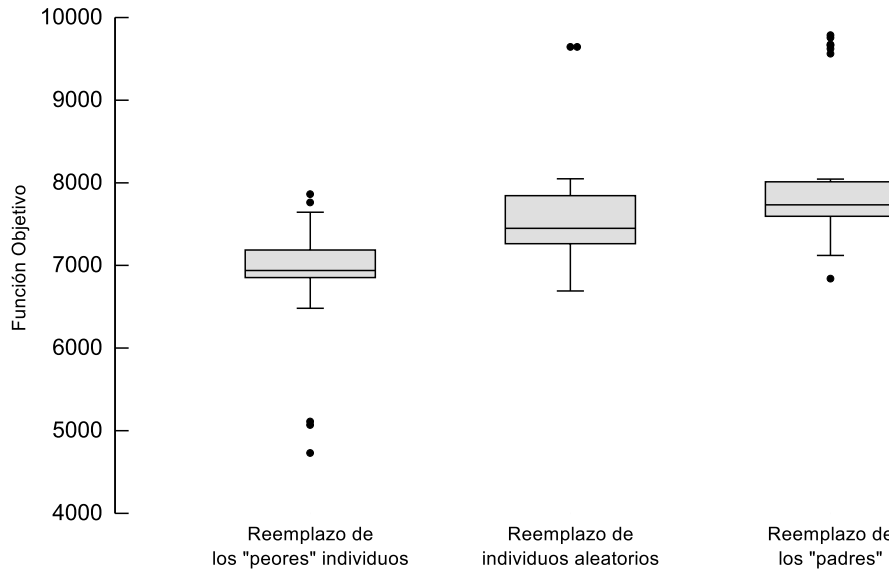 10000
9000
8000
7000
6000
5000
4000
Función Objetivo
Reemplazo de
los "peores" individuos
Reemplazo de
individuos aleatorios
Reemplazo de
los "padres"